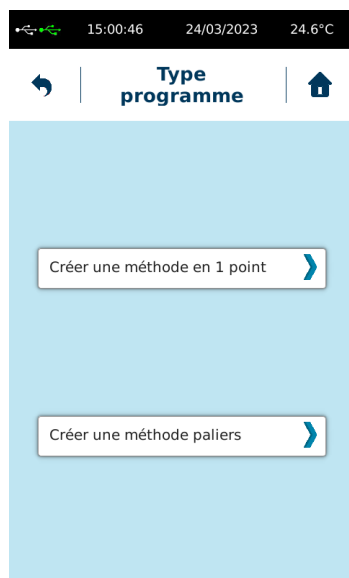 15:00:46 24/03/2023 24.6°C
Type
programme
Créer une méthode en 1 point
Créer une méthode paliers